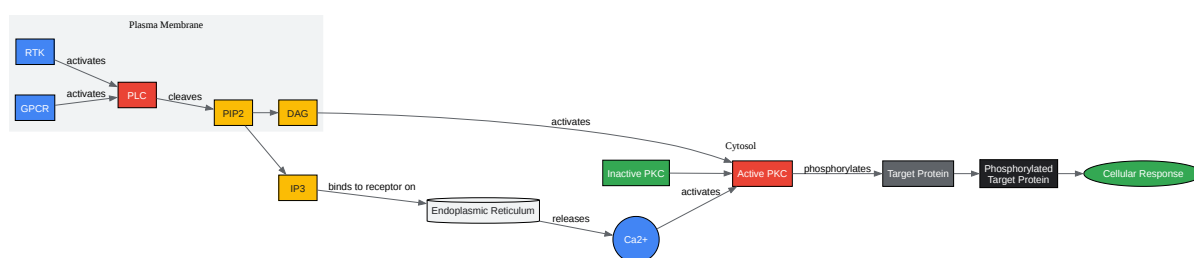 Plasma Membrane
RTK
activates
GPCR
activates
PLC
cleaves
PIP2
DAG
activates
IP3
binds to receptor on
Endoplasmic Reticulum
releases
Ca2+
activates
Cytosol
Inactive PKC
Active PKC
phosphorylates
Target Protein
Phosphorylated
Target Protein
Cellular Response